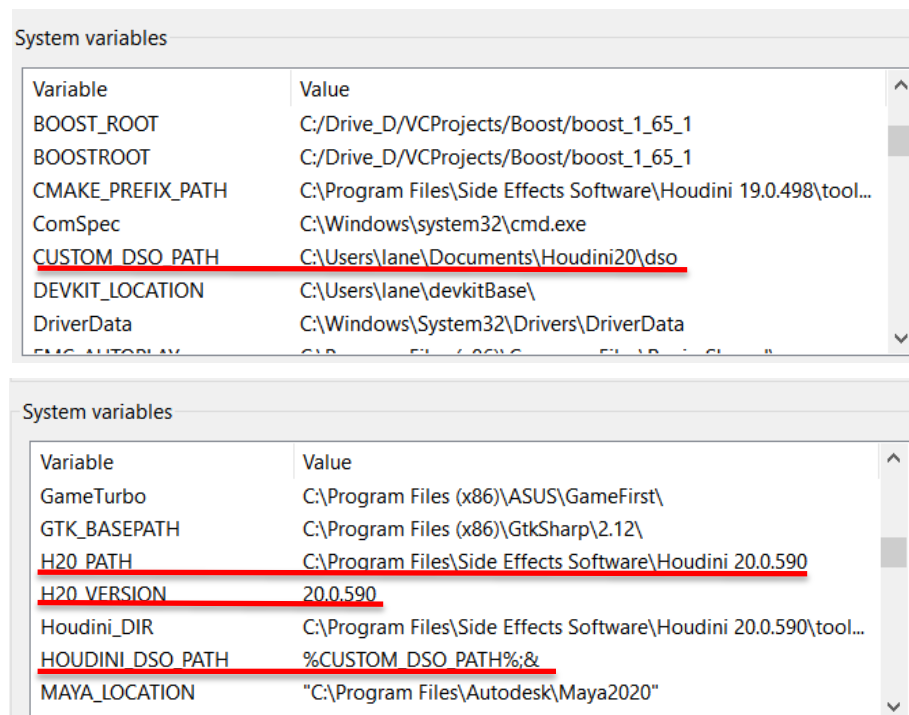 System variables
Variable Value
BOOST_ROOT C:/Drive_D/VCProjects/Boost/boost_1_65_1
BOOSTROOT C:/Drive_D/VCProjects/Boost/boost_1_65_1
CMAKE_PREFIX_PATH C:\Program Files\Side Effects Software\Houdini 19.0.498\tool...
ComSpec C:\Windows\system32\cmd.exe
CUSTOM_DSO_PATH C:\Users\lane\Documents\Houdini20\dso
DEVKIT_LOCATION C:\Users\lane\devkitBase\
DriverData C:\Windows\System32\Drivers\DriverData
System variables
Variable Value
GameTurbo C:\Program Files (x86)\ASUS\GameFirst\
GTK_BASEPATH C:\Program Files (x86)\GtkSharp\2.12\
H20_PATH C:\Program Files\Side Effects Software\Houdini 20.0.590
H20_VERSION 20.0.590
Houdini_DIR C:\Program Files\Side Effects Software\Houdini 20.0.590\tool...
HOUDINI_DSO_PATH %CUSTOM_DSO_PATH%;&
MAYA_LOCATION "C:\Program Files\Autodesk\Maya2020"